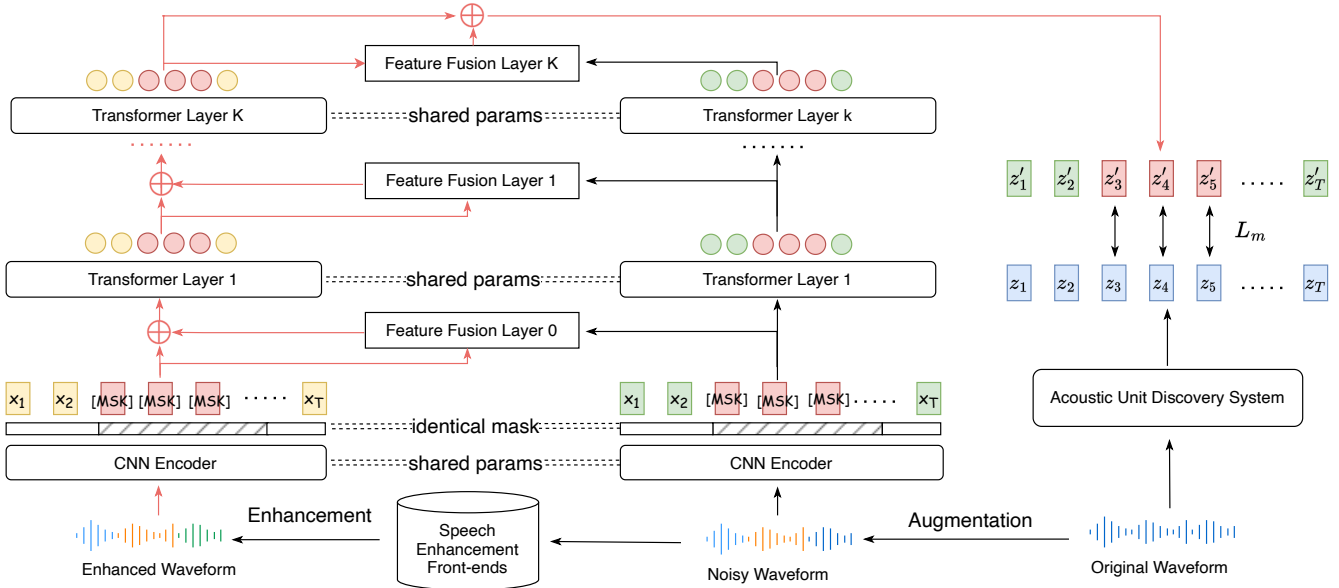 Feature Fusion Layer K
Transformer Layer K
shared params
Transformer Layer k
.......
.......
Feature Fusion Layer 1
z′1 z′2 z′3 z′4 z′5 ..... z′T
Lm
Transformer Layer 1
shared params
Transformer Layer 1
z1 z2 z3 z4 z5 ..... zT
Feature Fusion Layer 0
x1 x2 [MSK] [MSK] [MSK] ..... xT
x1 x2 [MSK] [MSK] [MSK] ..... xT
Acoustic Unit Discovery System
identical mask
CNN Encoder
shared params
CNN Encoder
Enhancement
Speech
Enhancement
Front-ends
Augmentation
Enhanced Waveform
Noisy Waveform
Original Waveform